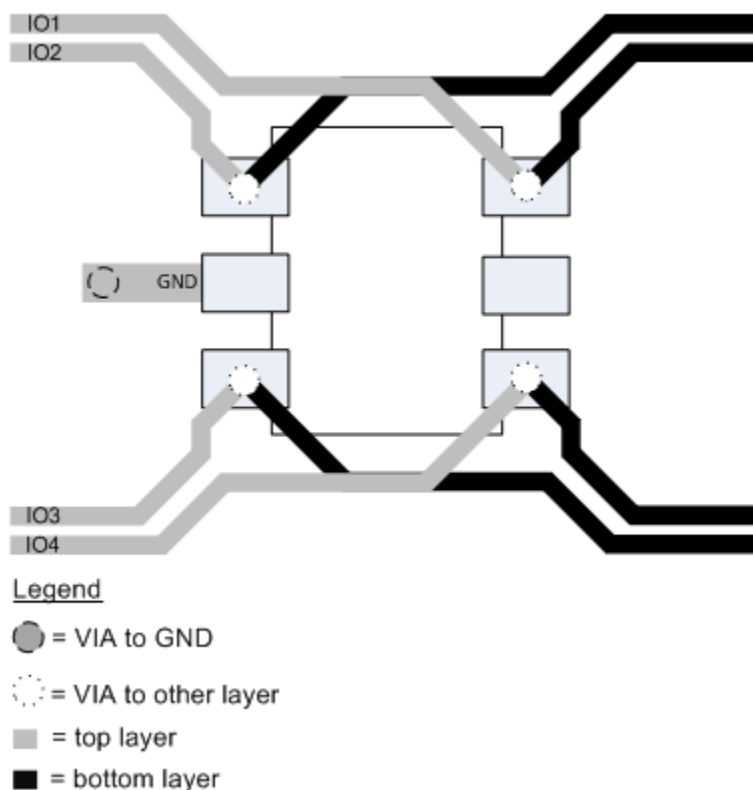 IO1
IO2
GND
IO3
IO4
Legend
= VIA to GND
= VIA to other layer
= top layer
= bottom layer